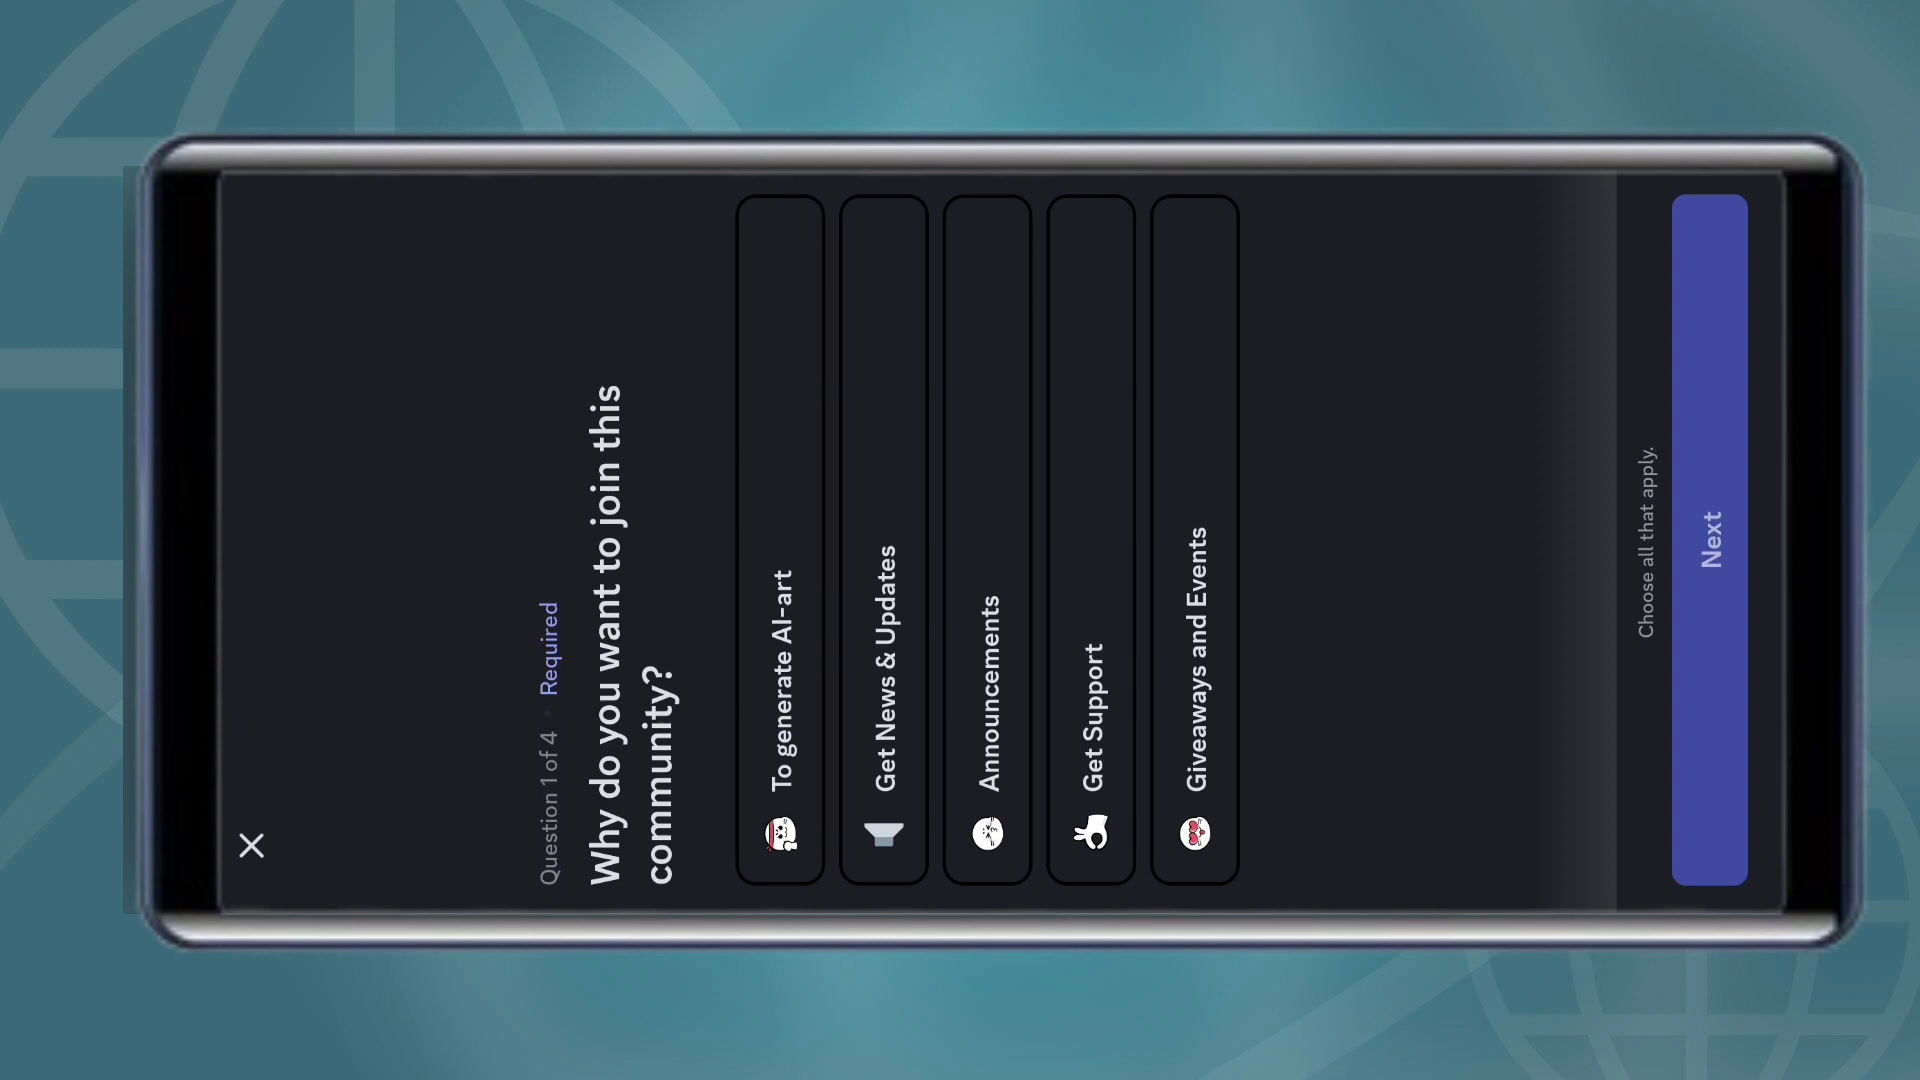 Question 1 of 4 • Required
Why do you want to join this
community?
To generate AI-art
Get News & Updates
Announcements
Get Support
Giveaways and Events
Choose all that apply.
Next